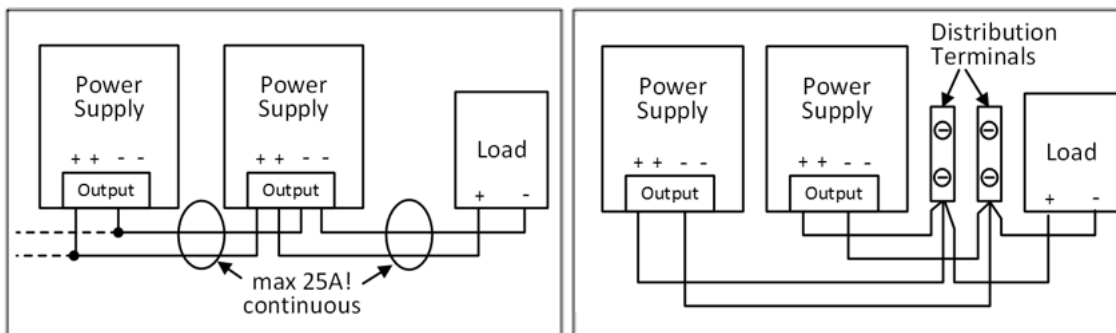 Power
Supply
+ + - -
Output
Power
Supply
+ + - -
Output
Load
+ -
max 25A!
continuous
Power
Supply
+ + - -
Output
Power
Supply
+ + - -
Output
Distribution
Terminals
Load
+ -